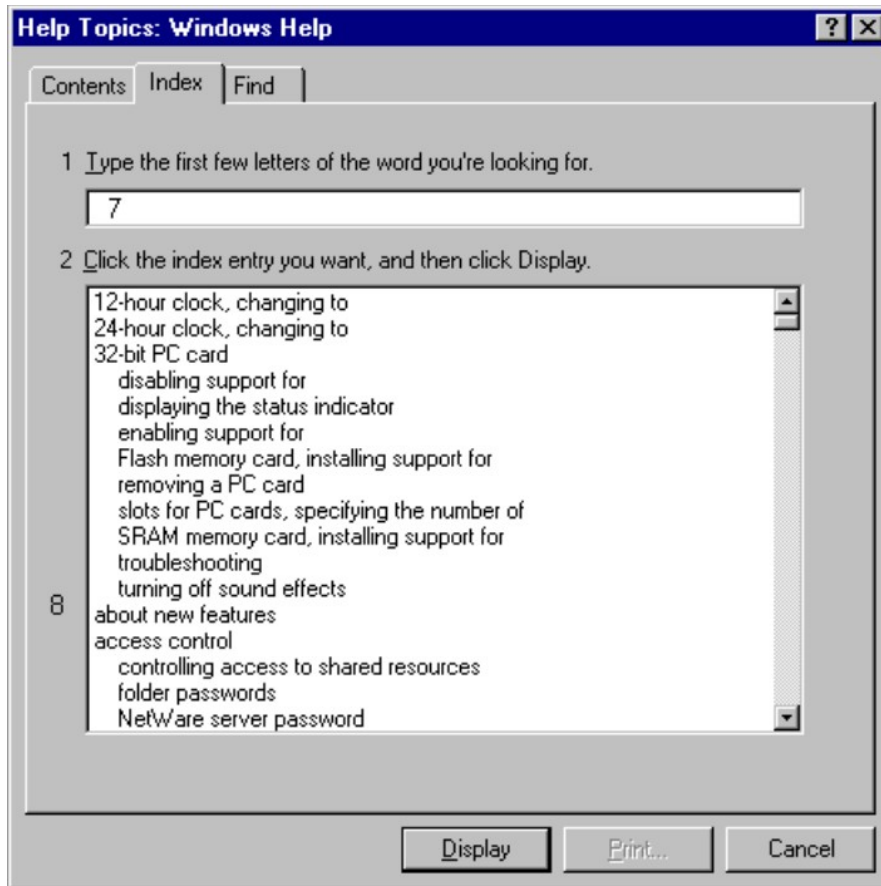 Help Topics: Windows Help
Contents Index Find
1 Type the first few letters of the word you're looking for.
7
2 Click the index entry you want, and then click Display.
12-hour clock, changing to
24-hour clock, changing to
32-bit PC card
disabling support for
displaying the status indicator
enabling support for
Flash memory card, installing support for
removing a PC card
slots for PC cards, specifying the number of
SRAM memory card, installing support for
troubleshooting
turning off sound effects
8
about new features
access control
controlling access to shared resources
folder passwords
NetWare server password
Display Print... Cancel